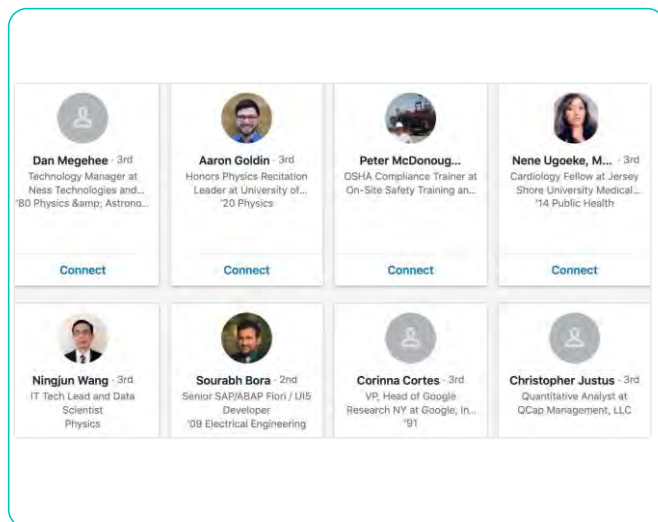 Dan Megehee · 3rd
Technology Manager at
Ness Technologies and...
'80 Physics &amp; Astrono...
Connect
Aaron Goldin · 3rd
Honors Physics Recitation
Leader at University of...
'20 Physics
Connect
Peter McDonoug...
OSHA Compliance Trainer at
On-Site Safety Training an...
Connect
Nene Ugoeke, M... · 3rd
Cardiology Fellow at Jersey
Shore University Medical...
'14 Public Health
Connect
Ningjun Wang · 3rd
IT Tech Lead and Data
Scientist
Physics
Sourabh Bora · 2nd
Senior SAP/ABAP Fiori / UI5
Developer
'09 Electrical Engineering
Corinna Cortes · 3rd
VP, Head of Google
Research NY at Google, In...
'91
Christopher Justus · 3rd
Quantitative Analyst at
QCap Management, LLC